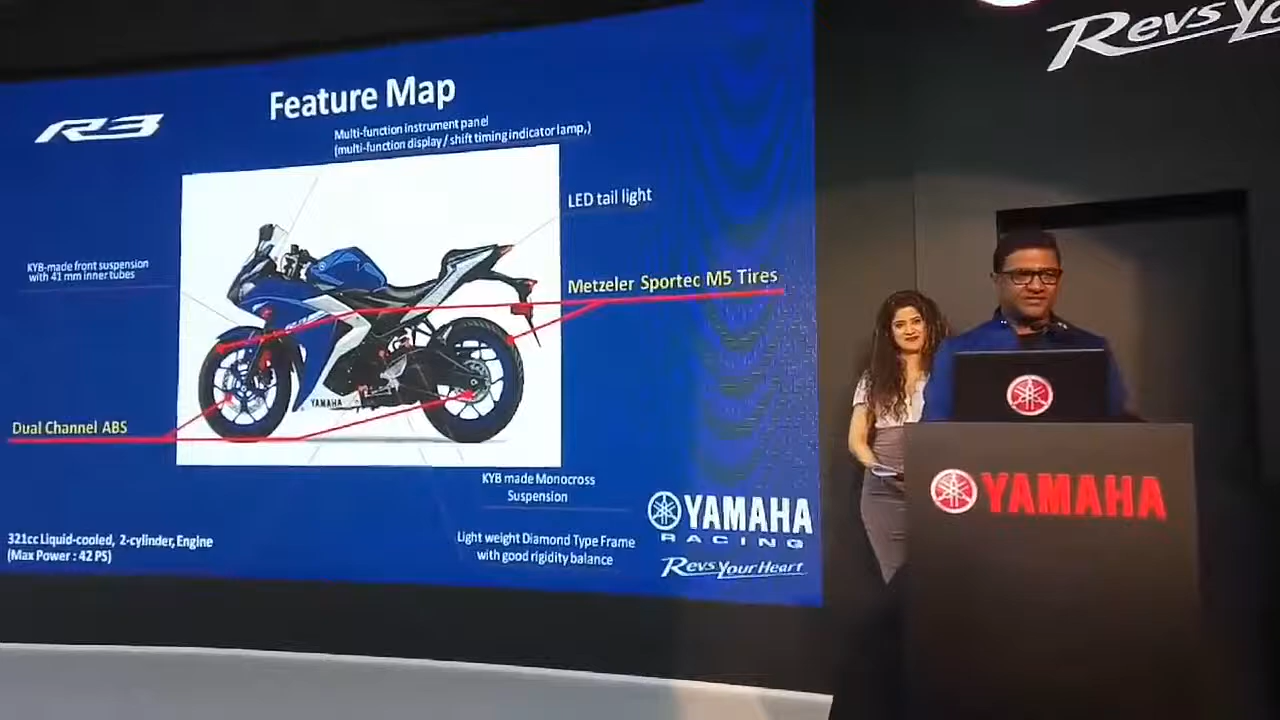 Revs Yo
R3
Feature Map
Multi-function instrument panel
(multi-function display / shift timing indicator lamp,)
LED tail light
KYB-made front suspension
with 41 mm inner tubes
Metzeler Sportec M5 Tires
YAMAHA
Dual Channel ABS
KYB made Monocross
Suspension
321cc Liquid-cooled, 2-cylinder, Engine
(Max Power : 42 PS)
Light weight Diamond Type Frame
with good rigidity balance
YAMAHA
RACING
Revs Your Heart
YAMAHA